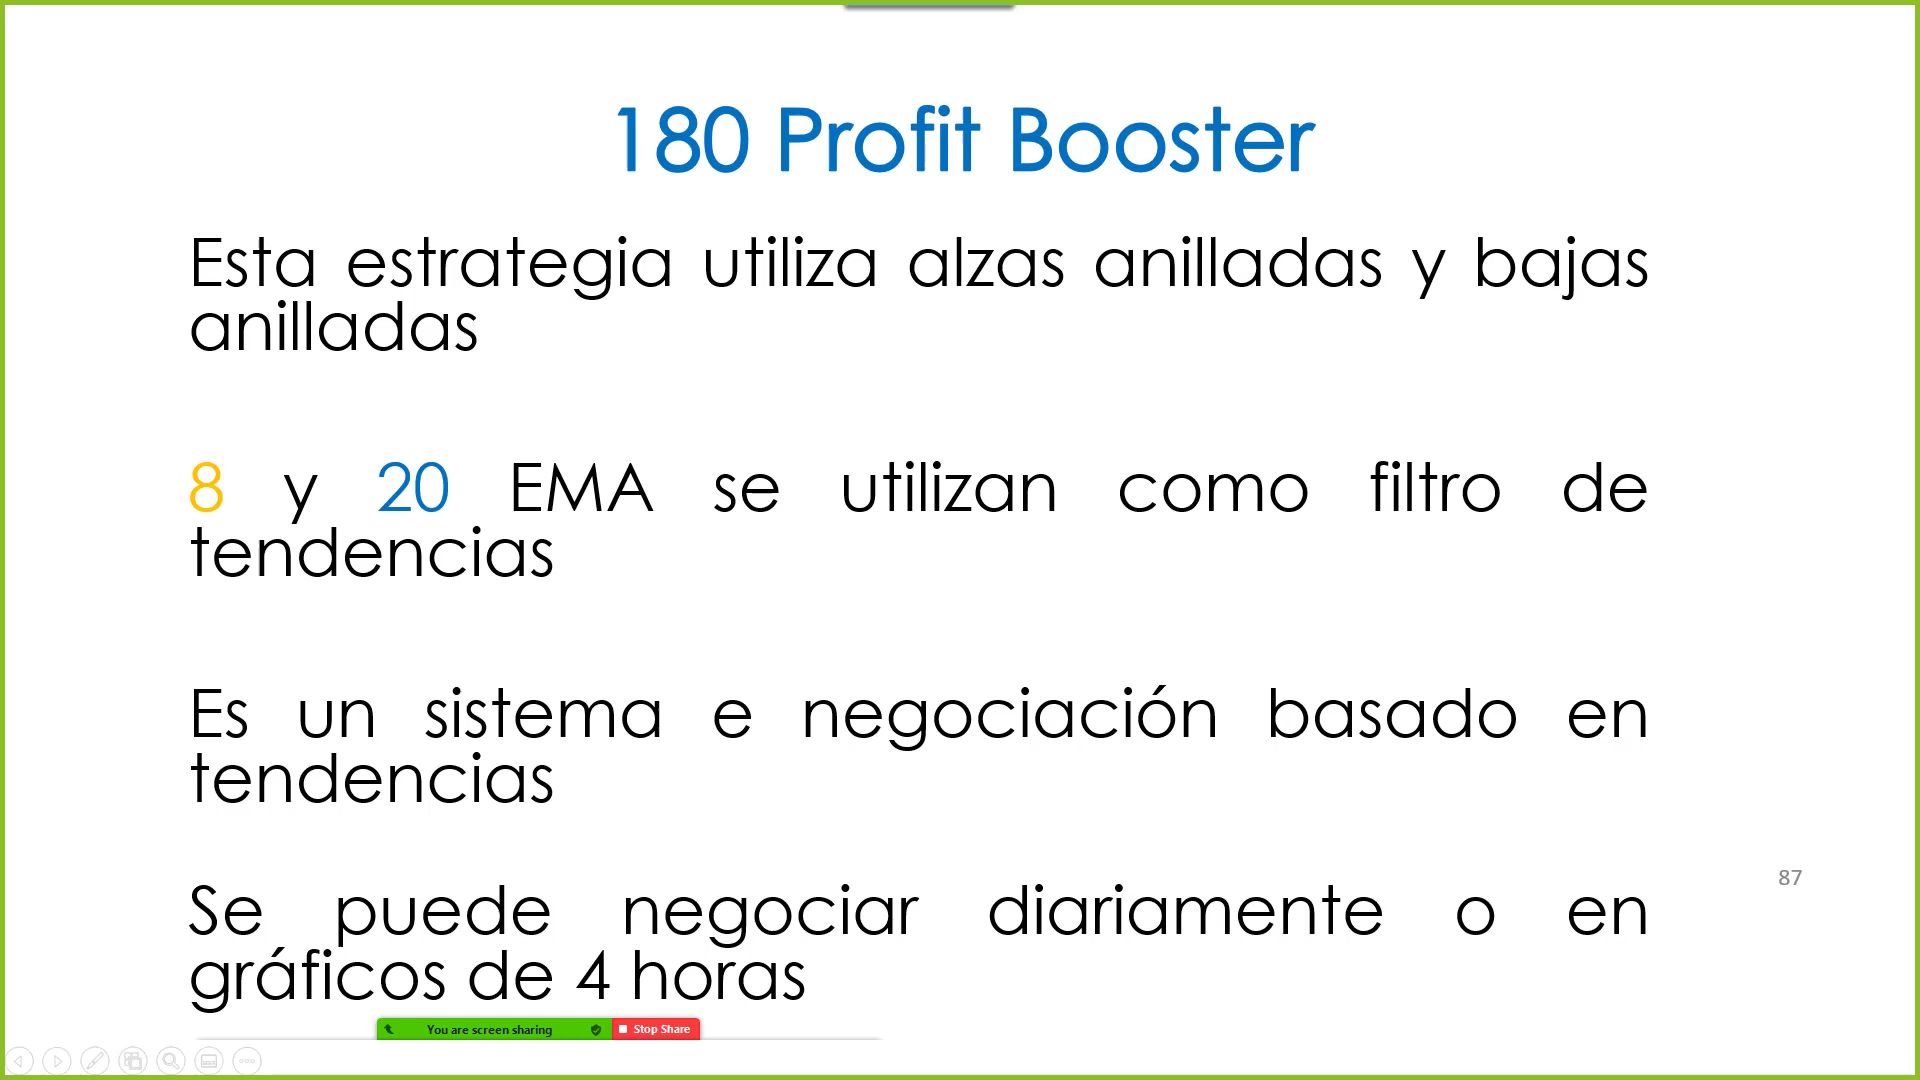 180 Profit Booster
Esta estrategia utiliza alzas anilladas y bajas
anilladas
8 y 20 EMA se utilizan como filtro de
tendencias
Es un sistema e negociación basado en
tendencias
87
Se puede negociar diariamente o en
gráficos de 4 horas
You are screen sharing
Stop Share